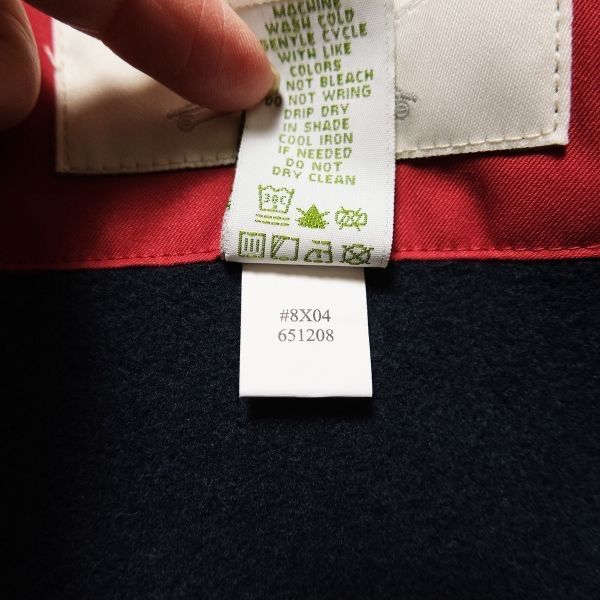 MACHINE
WASH COLD
GENTLE CYCLE
WITH LIKE
COLORS
NOT BLEACH
DO NOT WRING
DRIP DRY
IN SHADE
COOL IRON
IF NEEDED
DO NOT
DRY CLEAN
30C
#8X04
651208